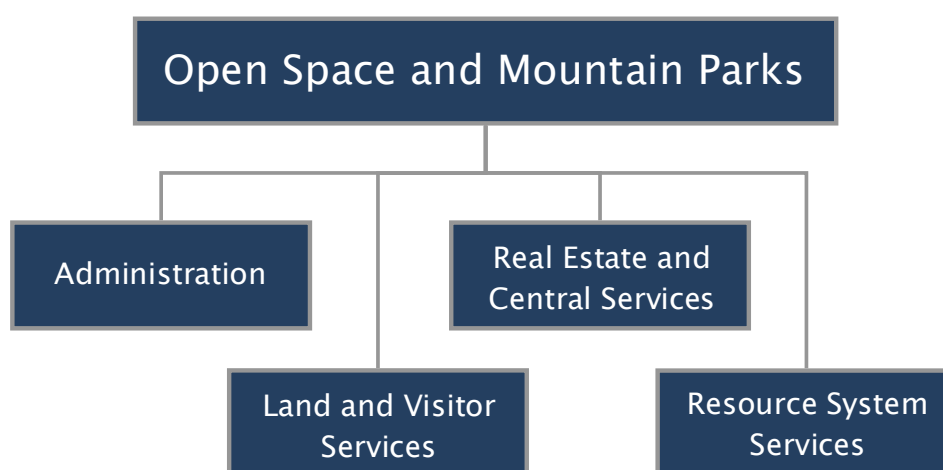 Open Space and Mountain Parks
Administration
Real Estate and
Central Services
Land and Visitor
Services
Resource System
Services